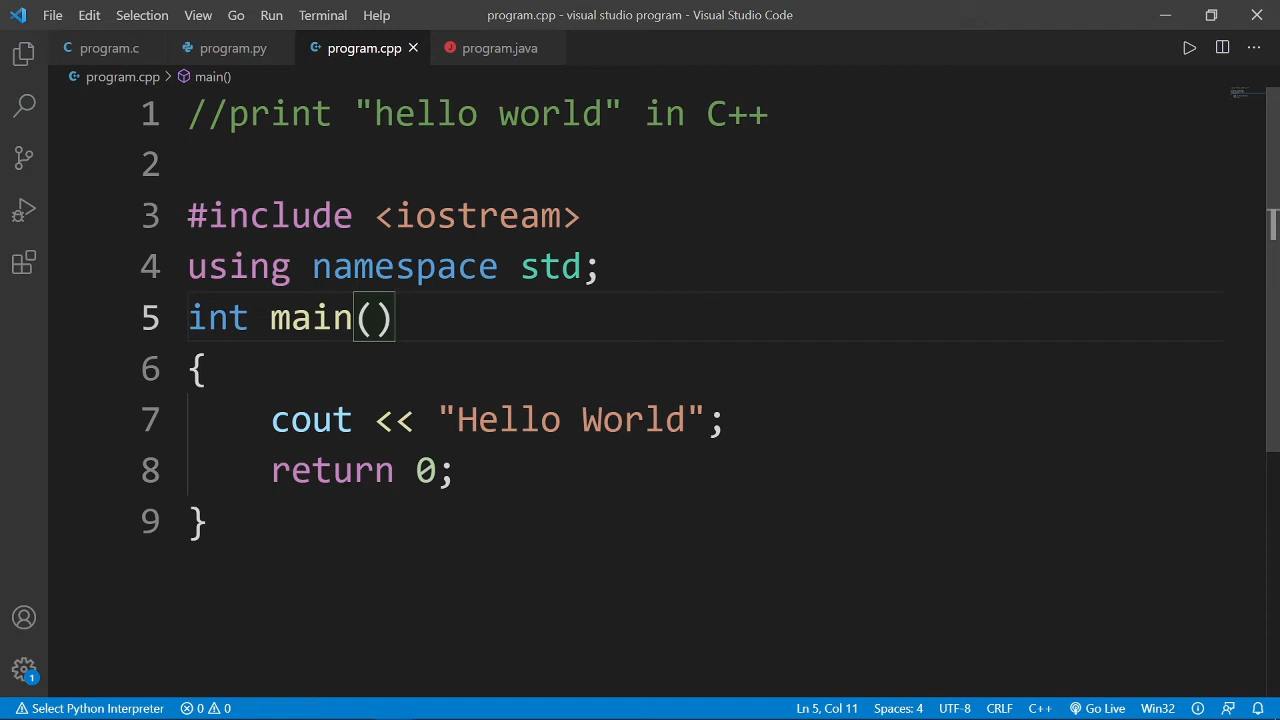 File Edit Selection View Go Run Terminal Help program.cpp - visual studio program - Visual Studio Code
program.c program.py program.cpp program.java
program.cpp main()
1 //print "hello world" in C++
2
3 #include <iostream>
4 using namespace std;
5 int main()
6 {
7 cout << "Hello World";
8 return 0;
9 }
1
Select Python Interpreter 0 0 Ln 5, Col 11 Spaces: 4 UTF-8 CRLF C++ Go Live Win32